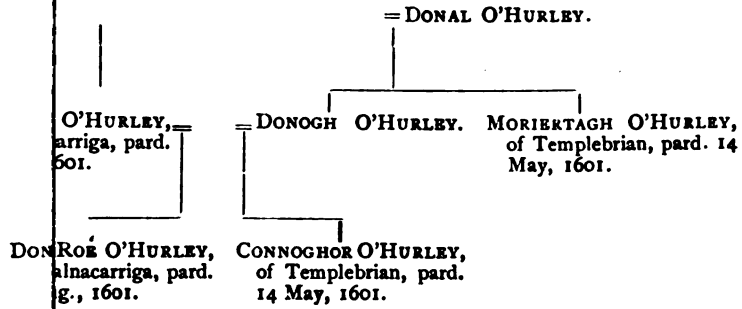 = DONAL O'HURLEY.
O'HURLEY, =
arriga, pard.
601.
= DONOGH O'HURLEY.
MORIERTAGH O'HURLEY,
of Templebrian, pard. 14
May, 1601.
DON ROE O'HURLEY,
alnacarriga, pard.
g., 1601.
CONNOGHOR O'HURLEY,
of Templebrian, pard.
14 May, 1601.